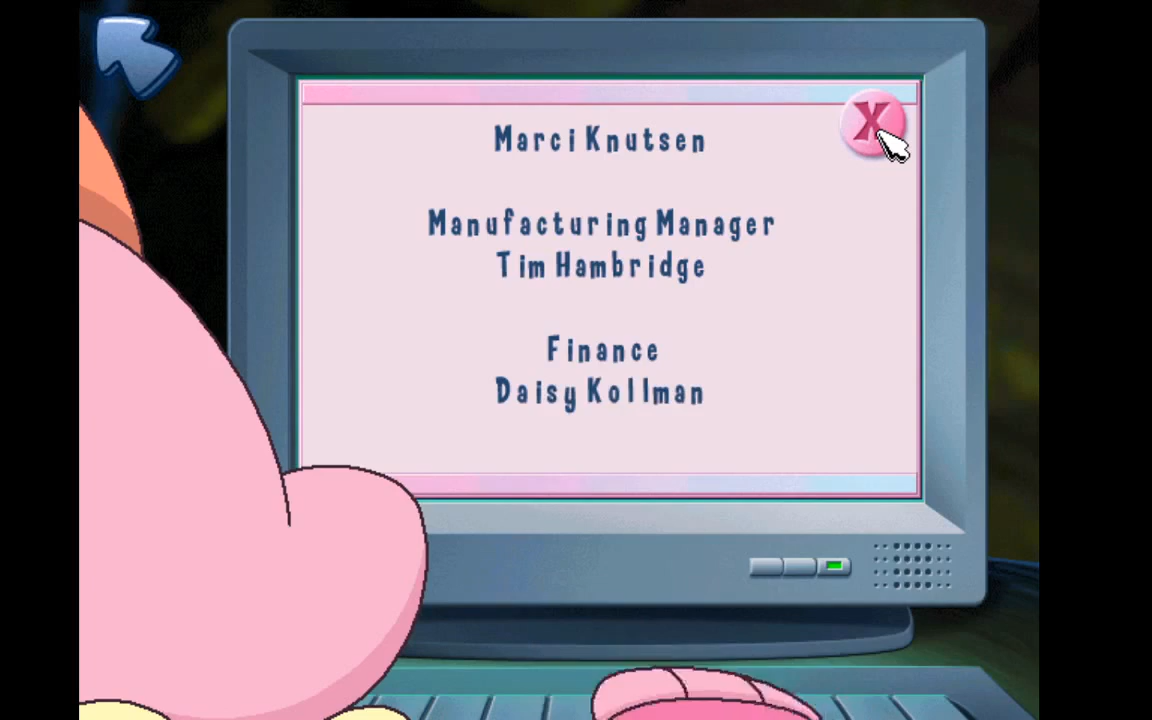 X
Marci Knutsen
Manufacturing Manager
Tim Hambridge
Finance
Daisy Kollman